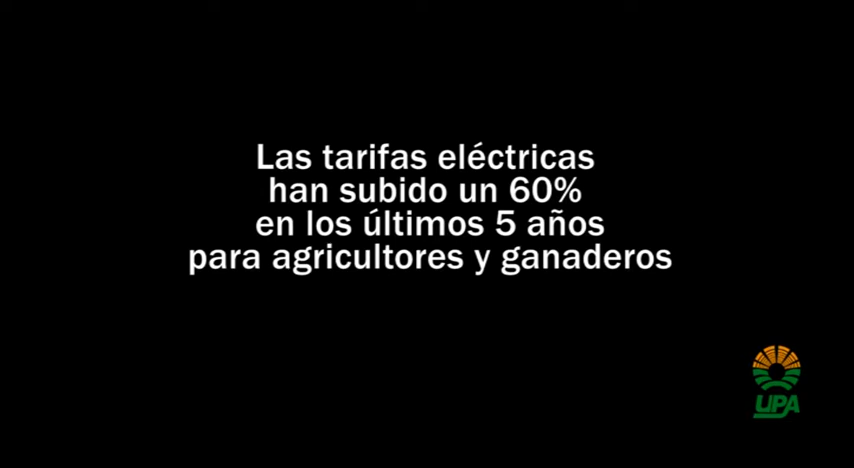 Las tarifas eléctricas
han subido un 60%
en los últimos 5 años
para agricultores y ganaderos
UPA